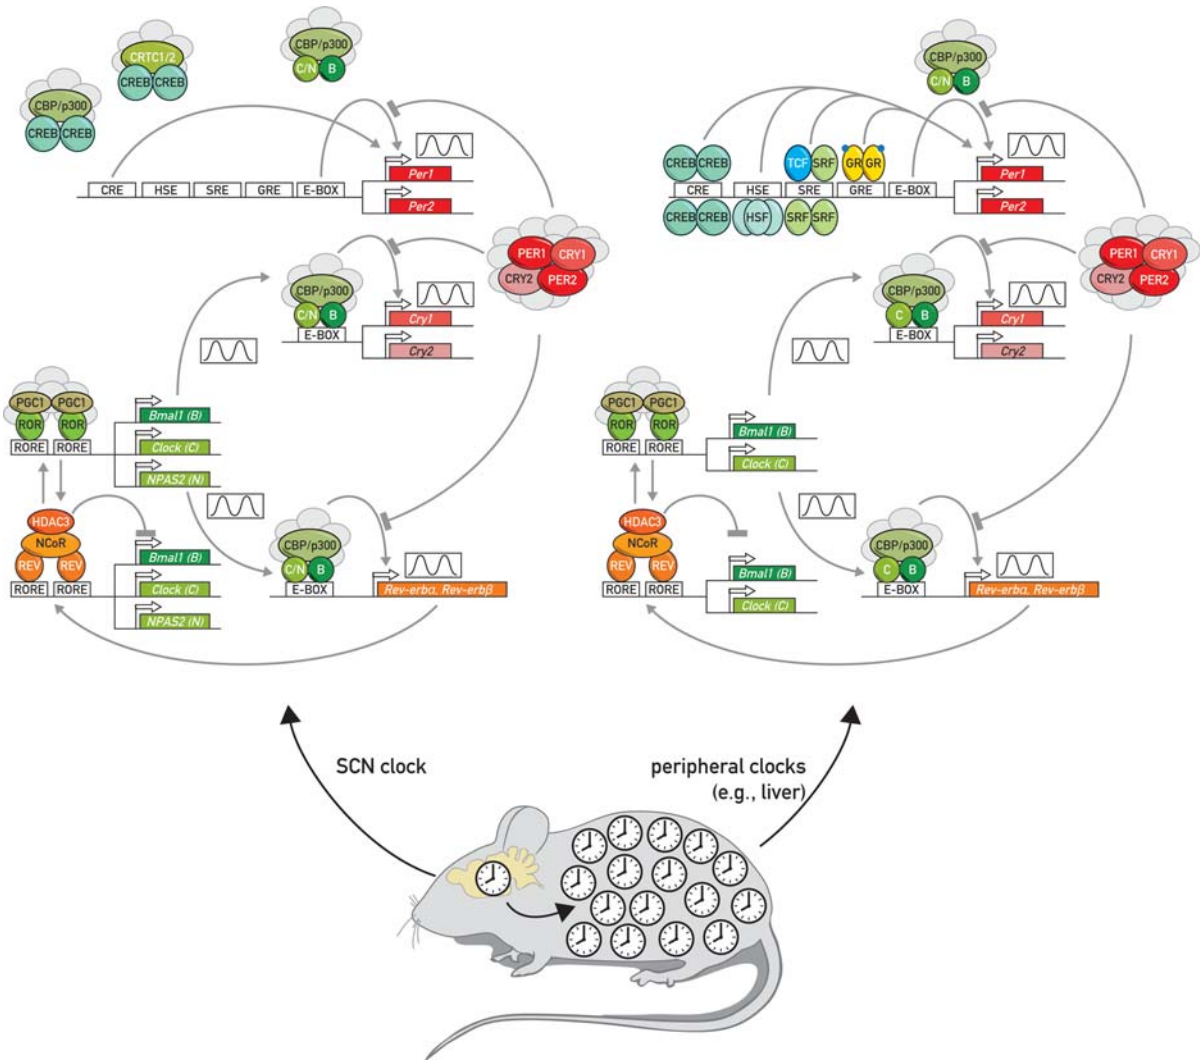 CBP/p300
C/N B
CRTC1/2
CREB CREB
CBP/p300
CREB CREB
CRE HSE SRE GRE E-BOX
Per1
Per2
PER1 CRY1
CRY2 PER2
CBP/p300
C/N B
E-BOX
Cry1
Cry2
PGC1 PGC1
ROR ROR
RORE RORE
Bmal1 (B)
Clock (C)
NPAS2 (N)
HDAC3
NCoR
REV REV
RORE RORE
Bmal1 (B)
Clock (C)
NPAS2 (N)
CBP/p300
C/N B
E-BOX
Rev-erbα, Rev-erbβ
CBP/p300
C/N B
CREB CREB
TCF SRF
GR GR
CRE HSE SRE GRE E-BOX
CREB CREB
HSF
SRF SRF
Per1
Per2
PER1 CRY1
CRY2 PER2
CBP/p300
C B
E-BOX
Cry1
Cry2
PGC1 PGC1
ROR ROR
RORE RORE
Bmal1 (B)
Clock (C)
HDAC3
NCoR
REV REV
RORE RORE
Bmal1 (B)
Clock (C)
CBP/p300
C B
E-BOX
Rev-erbα, Rev-erbβ
SCN clock
peripheral clocks
(e.g., liver)